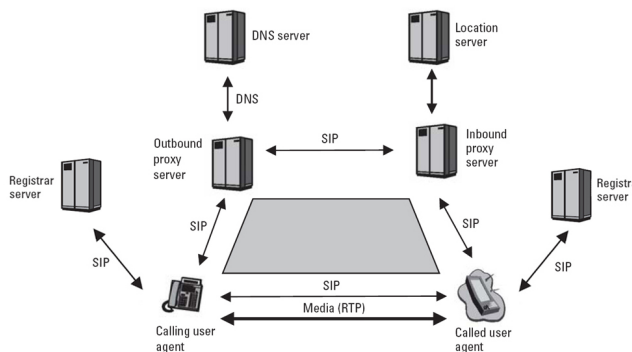 DNS server
Location
server
DNS
Outbound
proxy
server
SIP
Inbound
proxy
server
Registrar
server
Registr
server
SIP
SIP
SIP
SIP
SIP
Media (RTP)
Calling user
agent
Called user
agent